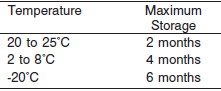 Temperature Maximum
Storage
20 to 25°C 2 months
2 to 8°C 4 months
-20°C 6 months